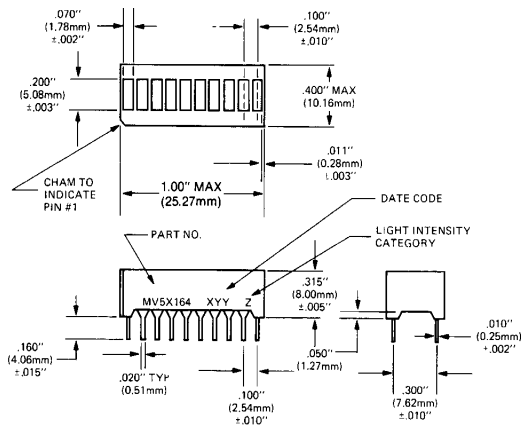 .070"
(1.78mm)
±.002"
.100"
(2.54mm)
±.010"
.200"
(5.08mm)
±.003"
.400" MAX
(10.16mm)
.011"
(0.28mm)
±.003"
CHAM TO
INDICATE
PIN #1
1.00" MAX
(25.27mm)
DATE CODE
PART NO.
LIGHT INTENSITY
CATEGORY
MV5X164 XYY Z
.315"
(8.00mm)
±.005"
.160"
(4.06mm)
±.015"
.020" TYP
(0.51mm)
.100"
(2.54mm)
±.010"
.050"
(1.27mm)
.010"
(0.25mm)
±.002"
.300"
(7.62mm)
±.010"